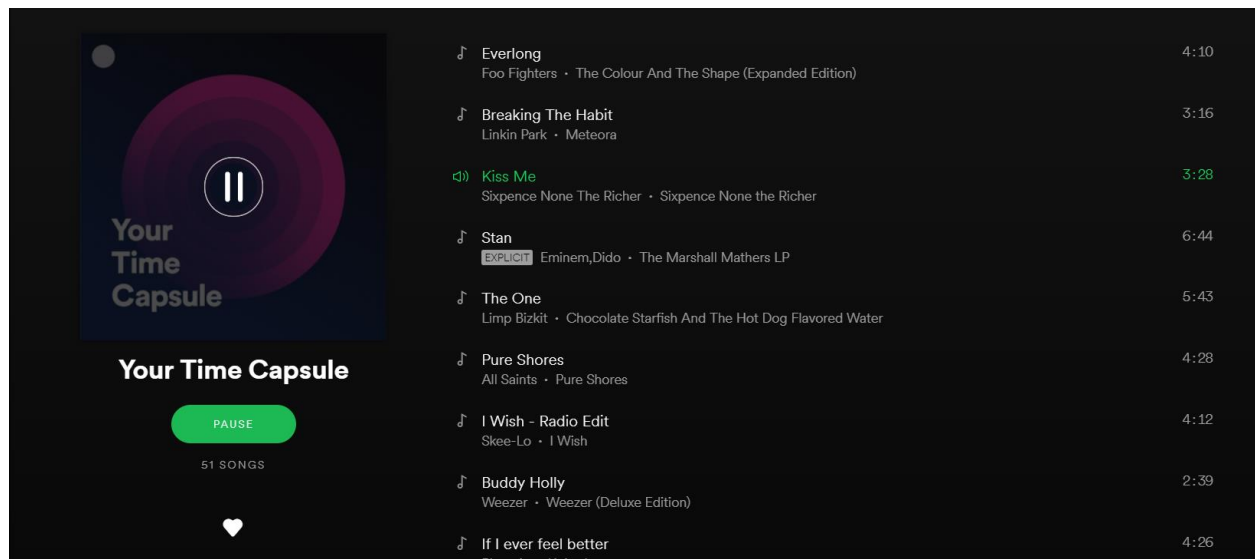 Your
Time
Capsule
Your Time Capsule
PAUSE
51 SONGS
Everlong
4:10
Foo Fighters • The Colour And The Shape (Expanded Edition)
Breaking The Habit
3:16
Linkin Park • Meteora
Kiss Me
3:28
Sixpence None The Richer • Sixpence None the Richer
Stan
6:44
EXPLICIT Eminem,Dido • The Marshall Mathers LP
The One
5:43
Limp Bizkit • Chocolate Starfish And The Hot Dog Flavored Water
Pure Shores
4:28
All Saints • Pure Shores
I Wish - Radio Edit
4:12
Skee-Lo • I Wish
Buddy Holly
2:39
Weezer • Weezer (Deluxe Edition)
If I ever feel better
4:26